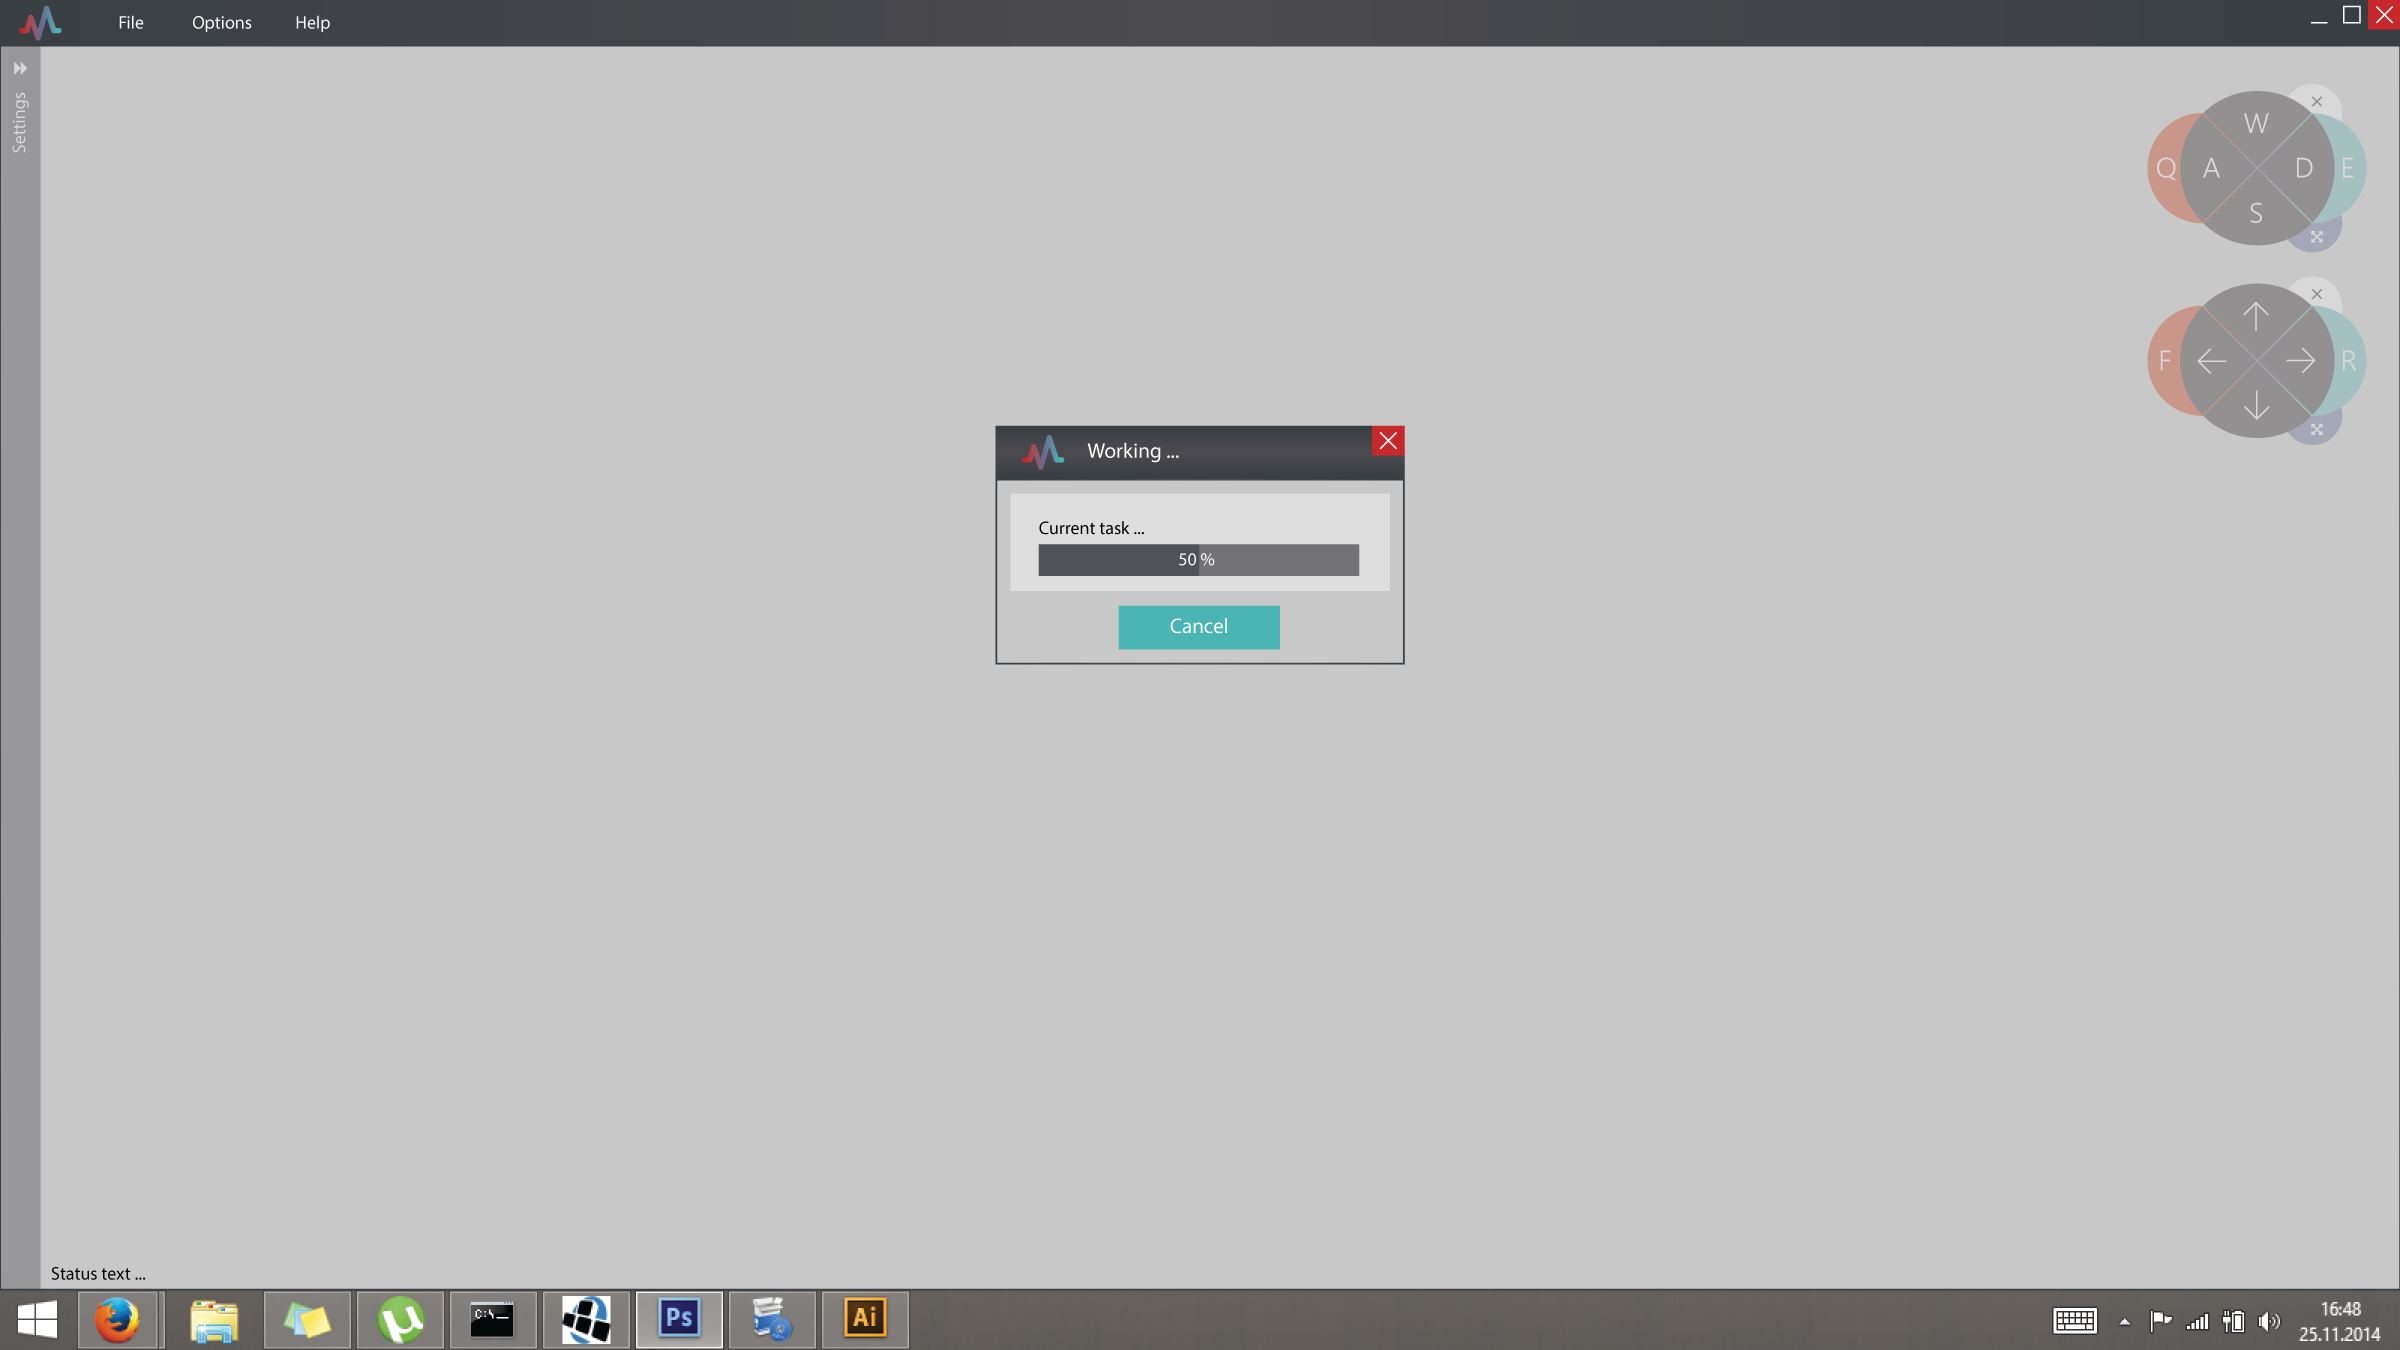 File Options Help
Settings
W
Q A D E
S
F R
Working ...
Current task ...
50 %
Cancel
Status text ...
C:\_
Ps
Ai
16:48
25.11.2014